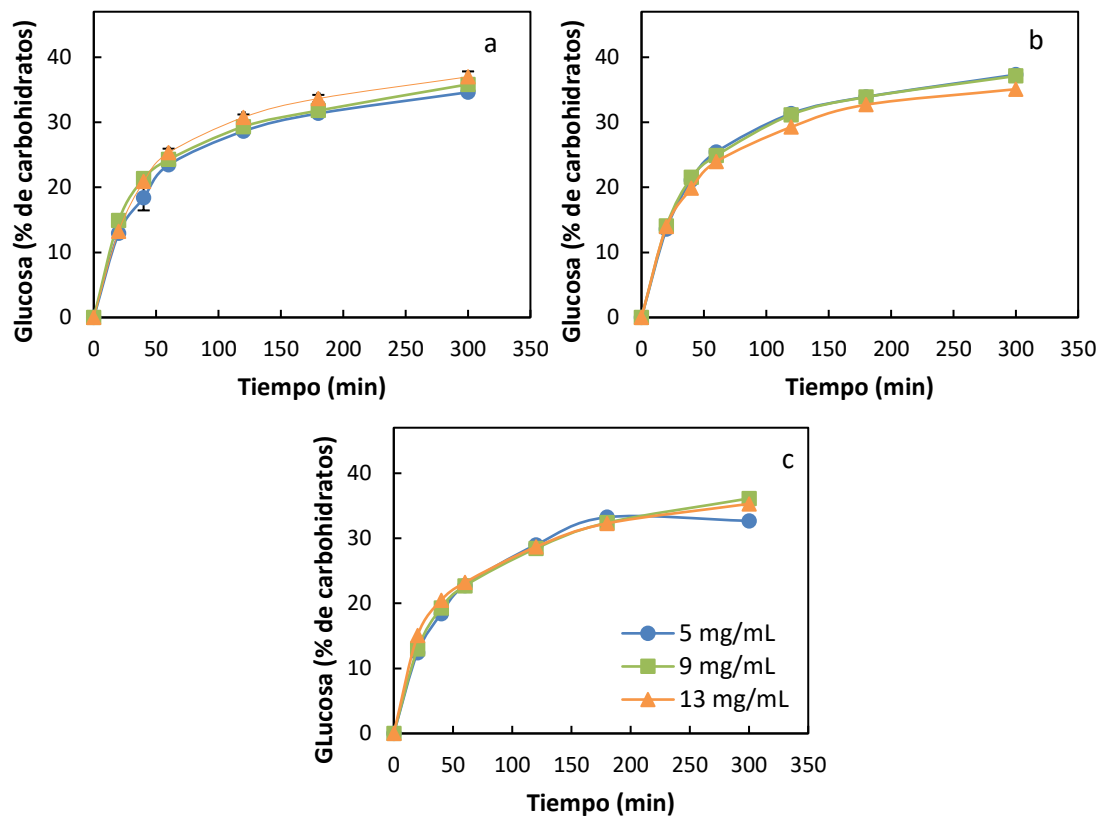 a
Glucosa (% de carbohidratos)
40
30
20
10
0
0 50 100 150 200 250 300 350
Tiempo (min)
b
Glucosa (% de carbohidratos)
40
30
20
10
0
0 50 100 150 200 250 300 350
Tiempo (min)
c
GLucosa (% de carbohidratos)
40
30
20
10
0
5 mg/mL
9 mg/mL
13 mg/mL
0 50 100 150 200 250 300 350
Tiempo (min)